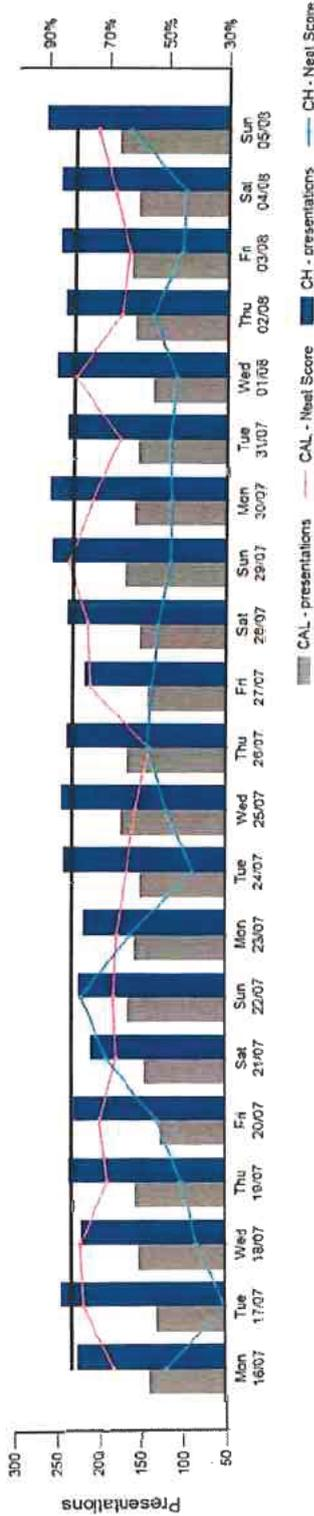 300
250
200
150
100
50
Presentations
90%
70%
50%
30%
Mon 16/07
Tue 17/07
Wed 18/07
Thu 19/07
Fri 20/07
Sat 21/07
Sun 22/07
Mon 23/07
Tue 24/07
Wed 25/07
Thu 26/07
Fri 27/07
Sat 28/07
Sun 29/07
Mon 30/07
Tue 31/07
Wed 01/08
Thu 02/08
Fri 03/08
Sat 04/08
Sun 05/08
CAL - presentations
CAL - Neal Score
CH - presentations
CH - Neal Score